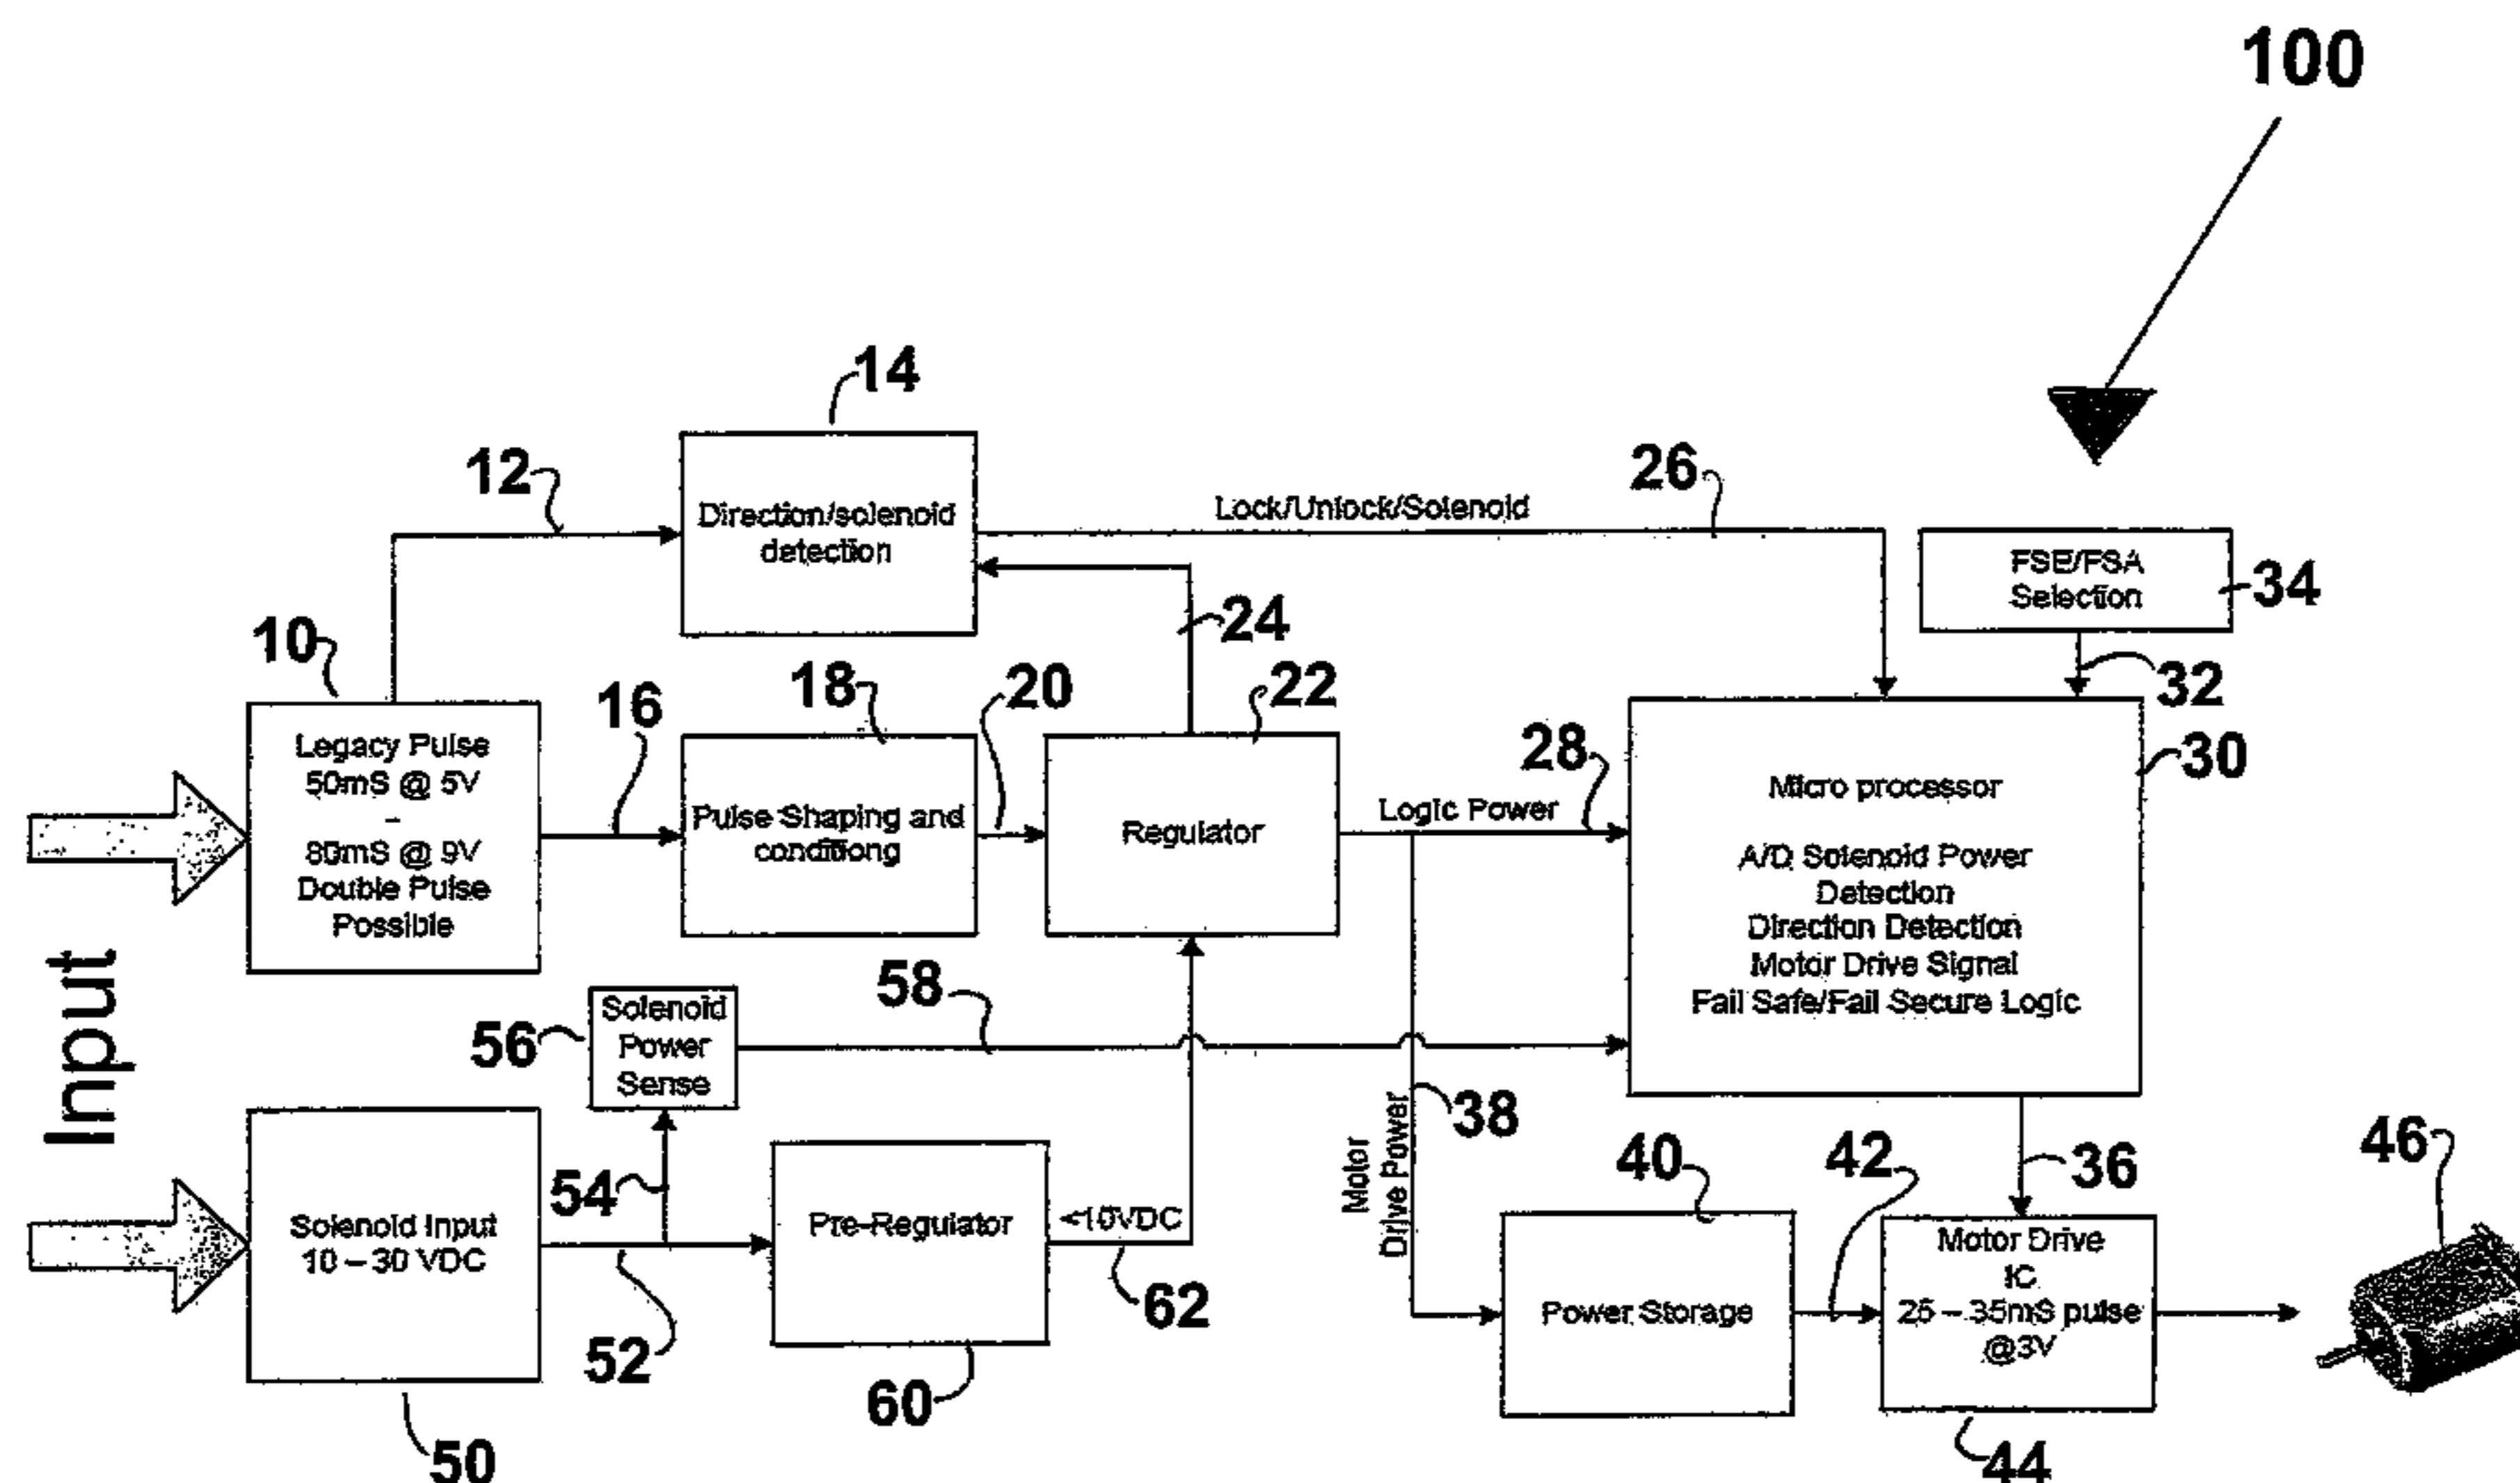 100
14
12
Direction/solenoid
detection
Lock/Unlock/Solenoid
26
FSE/FSA
Selection
34
24
32
10
16
18
20
22
28
30
Legacy Pulse
50mS @ 5V
-
80mS @ 9V
Double Pulse
Possible
Pulse Shaping and
conditiong
Regulator
Logic Power
Micro processor
A/D Solenoid Power
Detection
Direction Detection
Motor Drive Signal
Fail Safe/Fail Secure Logic
Input
56
Solenoid
Power
Sense
58
38
Motor
Drive Power
54
Solenoid Input
10 – 30 VDC
50
52
Pre-Regulator
60
<10VDC
62
40
Power Storage
42
36
Motor Drive
IC
25 – 35mS pulse
@3V
44
46